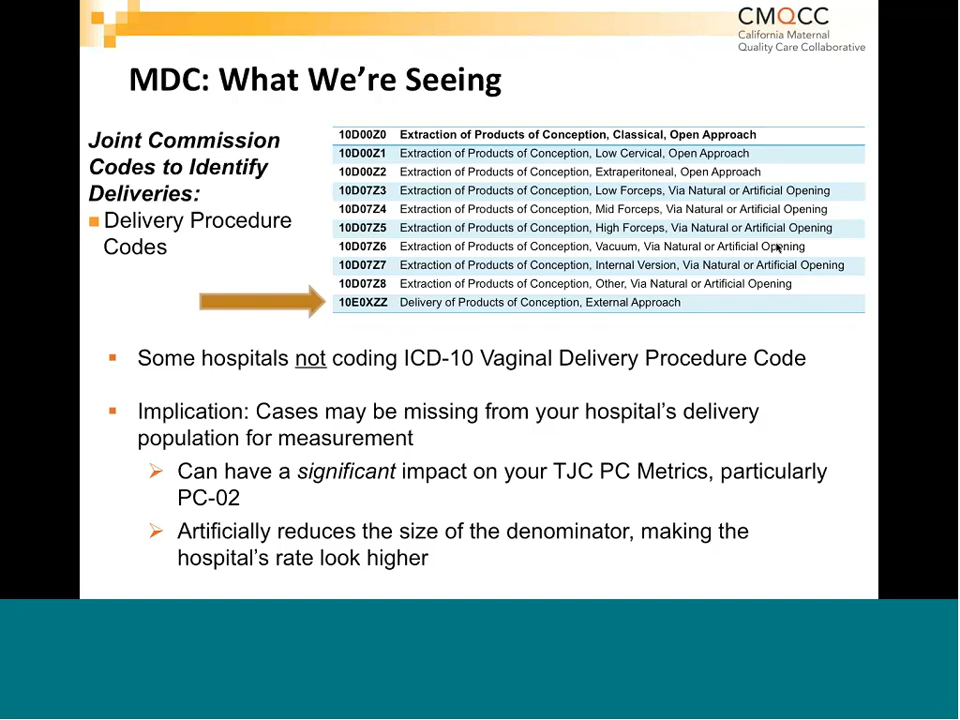 CMQCC
California Maternal
Quality Care Collaborative
MDC: What We're Seeing
Joint Commission
Codes to Identify
Deliveries:
Delivery Procedure
Codes
10D00Z0 Extraction of Products of Conception, Classical, Open Approach
10D00Z1 Extraction of Products of Conception, Low Cervical, Open Approach
10D00Z2 Extraction of Products of Conception, Extraperitoneal, Open Approach
10D07Z3 Extraction of Products of Conception, Low Forceps, Via Natural or Artificial Opening
10D07Z4 Extraction of Products of Conception, Mid Forceps, Via Natural or Artificial Opening
10D07Z5 Extraction of Products of Conception, High Forceps, Via Natural or Artificial Opening
10D07Z6 Extraction of Products of Conception, Vacuum, Via Natural or Artificial Opening
10D07Z7 Extraction of Products of Conception, Internal Version, Via Natural or Artificial Opening
10D07Z8 Extraction of Products of Conception, Other, Via Natural or Artificial Opening
10E0XZZ Delivery of Products of Conception, External Approach
Some hospitals not coding ICD-10 Vaginal Delivery Procedure Code
Implication: Cases may be missing from your hospital's delivery
population for measurement
Can have a significant impact on your TJC PC Metrics, particularly
PC-02
Artificially reduces the size of the denominator, making the
hospital's rate look higher